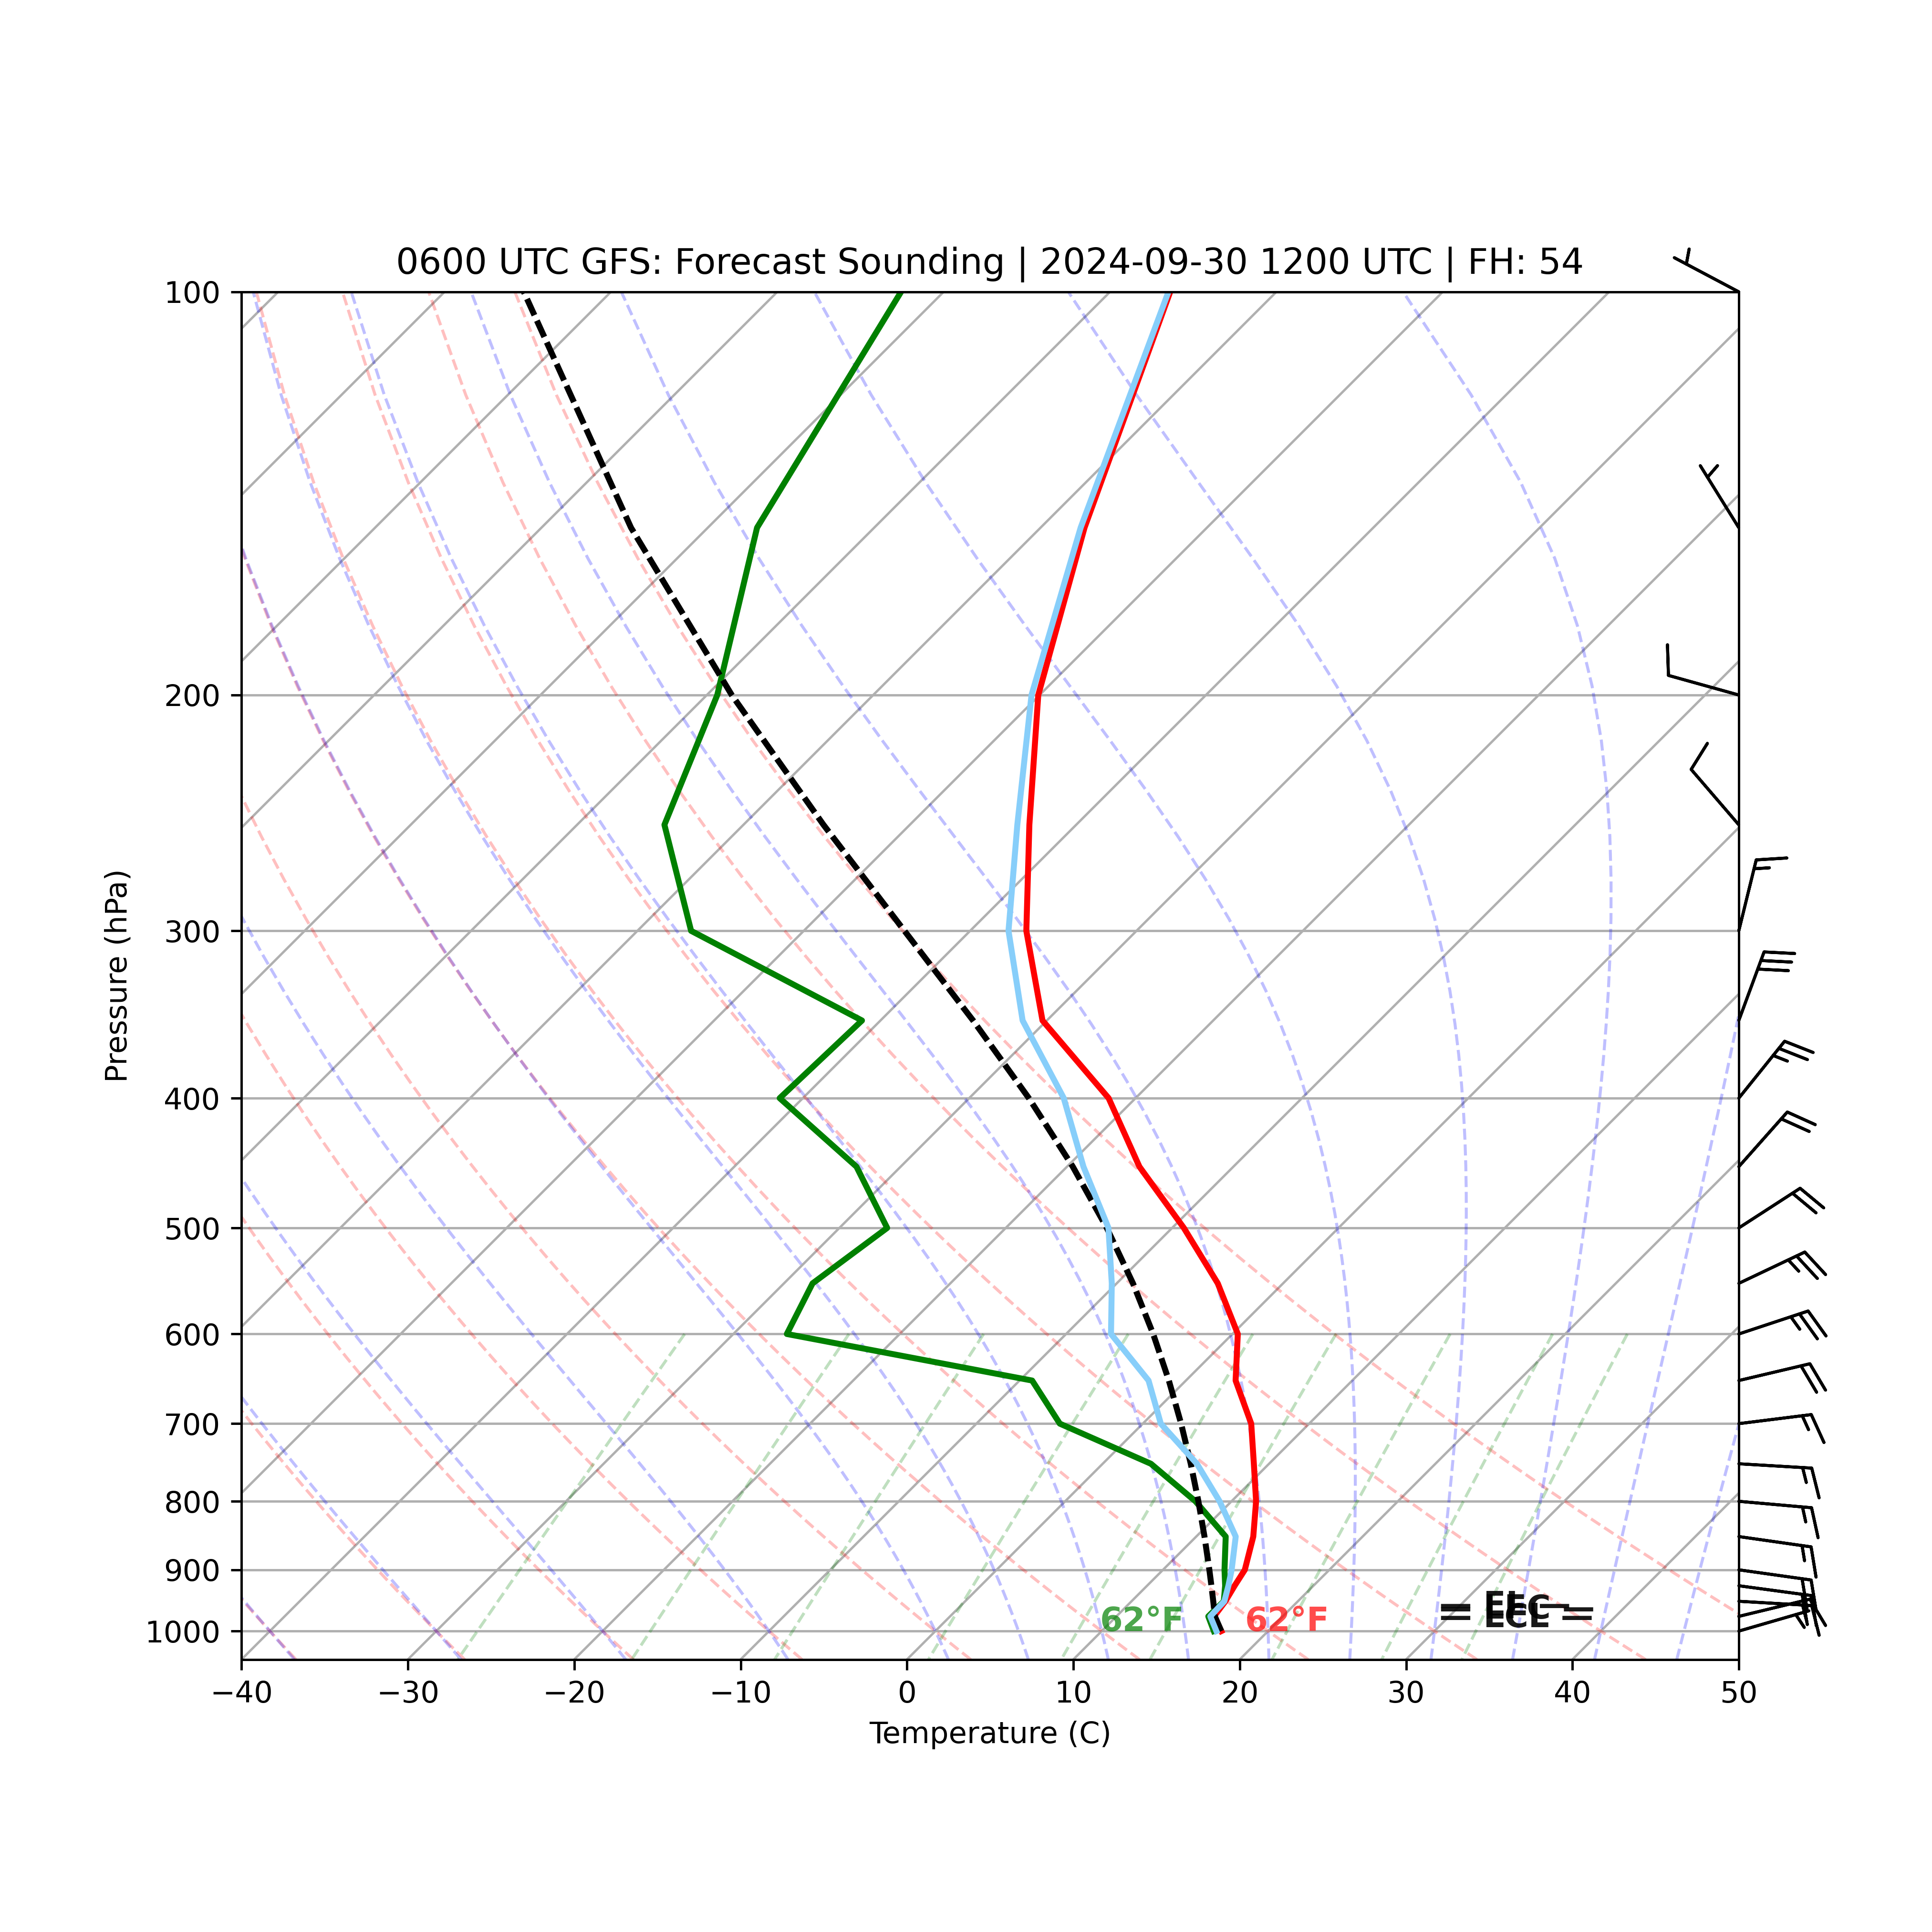 0600 UTC GFS: Forecast Sounding | 2024-09-30 1200 UTC | FH: 54
100
200
300
400
500
600
700
800
900
1000
Pressure (hPa)
62°F 62°F
−40 −30 −20 −10 0 10 20 30 40 50
Temperature (C)